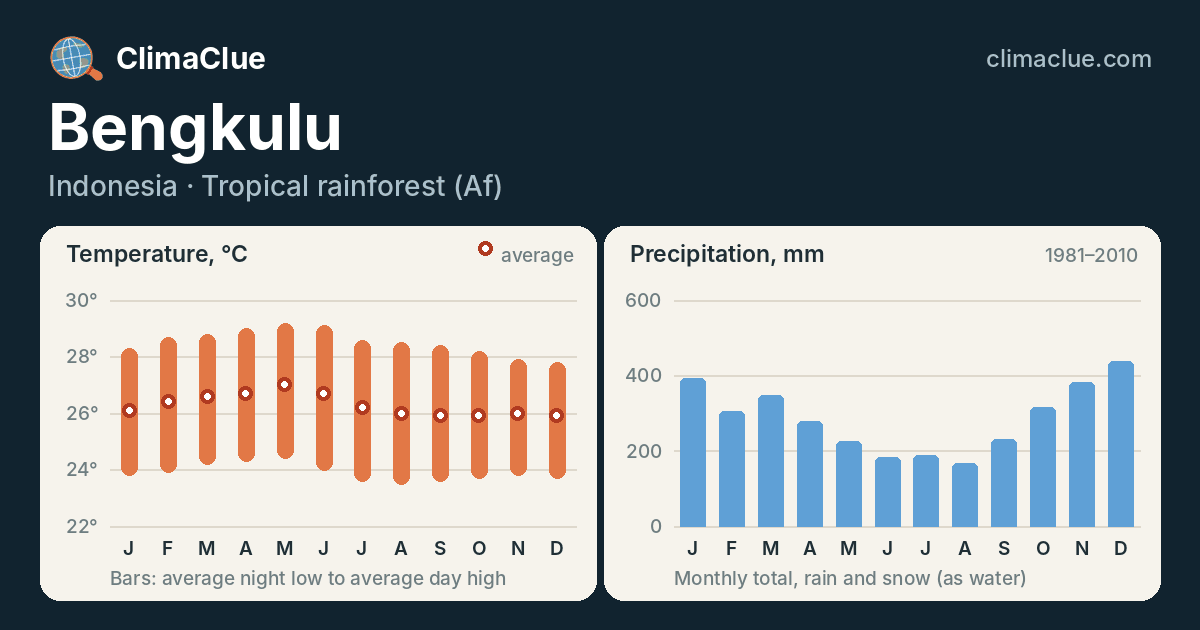 ClimaClue
climaclue.com
Bengkulu
Indonesia · Tropical rainforest (Af)
Temperature, °C
average
30°
28°
26°
24°
22°
J F M A M J J A S O N D
Bars: average night low to average day high
Precipitation, mm
1981–2010
600
400
200
0
J F M A M J J A S O N D
Monthly total, rain and snow (as water)